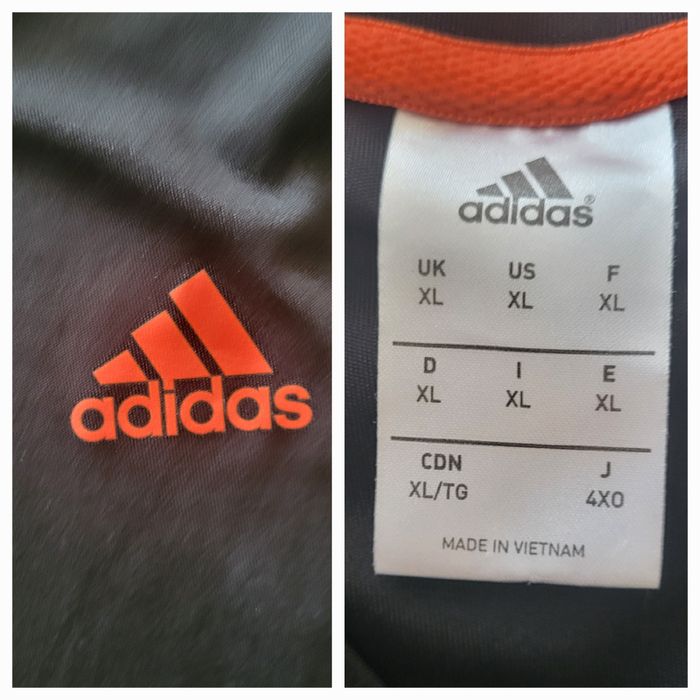 adidas
adidas®
UK US F
XL XL XL
D I E
XL XL XL
CDN J
XL/TG 4XO
MADE IN VIETNAM